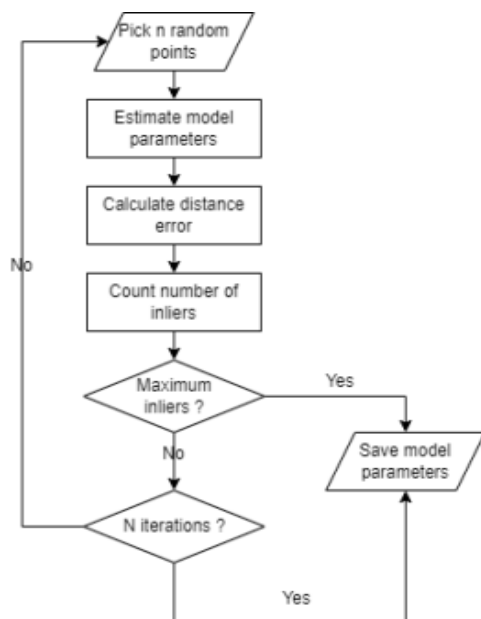 Pick n random
points
Estimate model
parameters
Calculate distance
error
No
Count number of
inliers
Maximum
inliers ?
Yes
Save model
parameters
No
N iterations ?
Yes